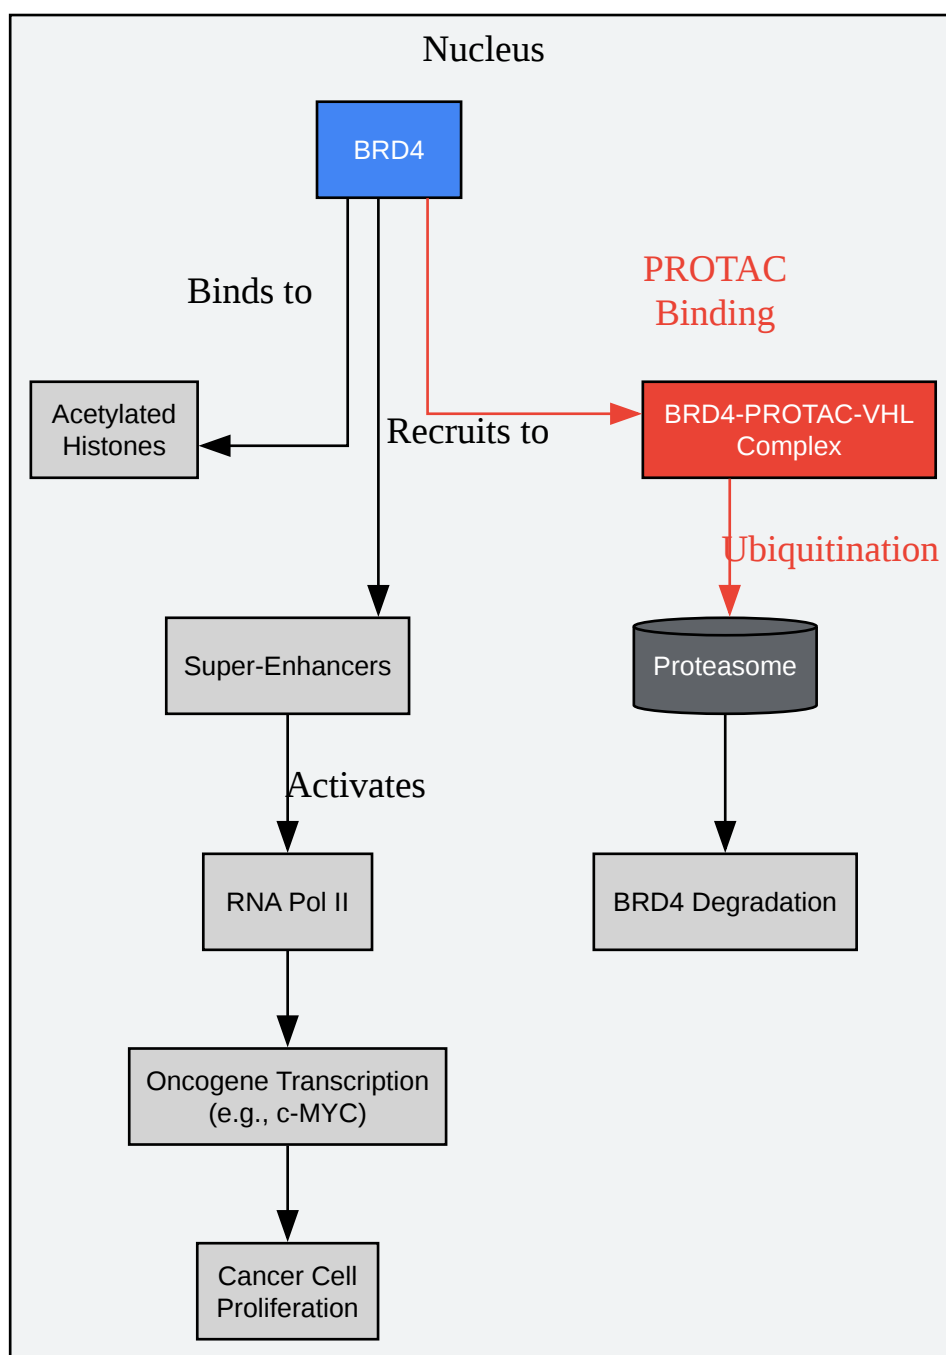 Nucleus
BRD4
Binds to
PROTAC
Binding
Acetylated
Histones
Recruits to
BRD4-PROTAC-VHL
Complex
Ubiquitination
Super-Enhancers
Proteasome
Activates
RNA Pol II
BRD4 Degradation
Oncogene Transcription
(e.g., c-MYC)
Cancer Cell
Proliferation